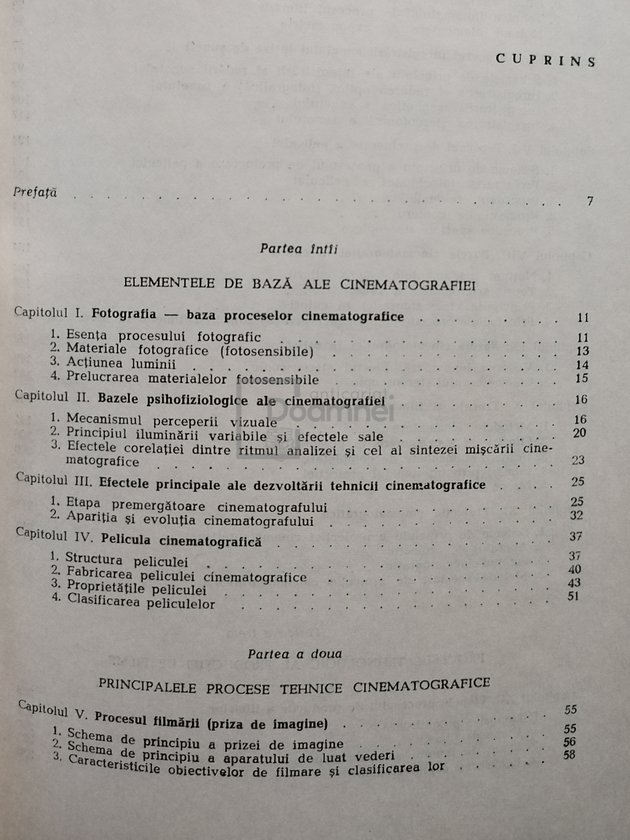 CUPRINS
Prefață . . . . . . . . . . . . . . . . . . . . 7
Partea întîi
ELEMENTELE DE BAZĂ ALE CINEMATOGRAFIEI
Capitolul I. Fotografia — baza proceselor cinematografice . . . . . . . 11
1. Esența procesului fotografic . . . . . . . . . . . 11
2. Materiale fotografice (fotosensibile) . . . . . . . . . 13
3. Acțiunea luminii . . . . . . . . . . . . . . 14
4. Prelucrarea materialelor fotosensibile . . . . . . . . . 15
Capitolul II. Bazele psihofiziologice ale cinematografiei . . . . . . . 16
1. Mecanismul perceperii vizuale . . . . . . . . . . 16
2. Principiul iluminării variabile și efectele sale . . . . . . . 20
3. Efectele corelației dintre ritmul analizei și cel al sintezei mișcării cine-
matografice . . . . . . . . . . . . . . . 23
Capitolul III. Efectele principale ale dezvoltării tehnicii cinematografice . . . 25
1. Etapa premergătoare cinematografului . . . . . . . . . 25
2. Apariția și evoluția cinematografului . . . . . . . . . 32
Capitolul IV. Pelicula cinematografică . . . . . . . . . . . . 37
1. Structura peliculei . . . . . . . . . . . . . 37
2. Fabricarea peliculei cinematografice . . . . . . . . . 40
3. Proprietățile peliculei . . . . . . . . . . . . 43
4. Clasificarea peliculelor . . . . . . . . . . . . 51
Partea a doua
PRINCIPALELE PROCESE TEHNICE CINEMATOGRAFICE
Capitolul V. Procesul filmării (priza de imagine) . . . . . . . . . 55
1. Schema de principiu a prizei de imagine . . . . . . . . 55
2. Schema de principiu a aparatului de luat vederi . . . . . . 56
3. Caracteristicile obiectivelor de filmare și clasificarea lor . . . . 58